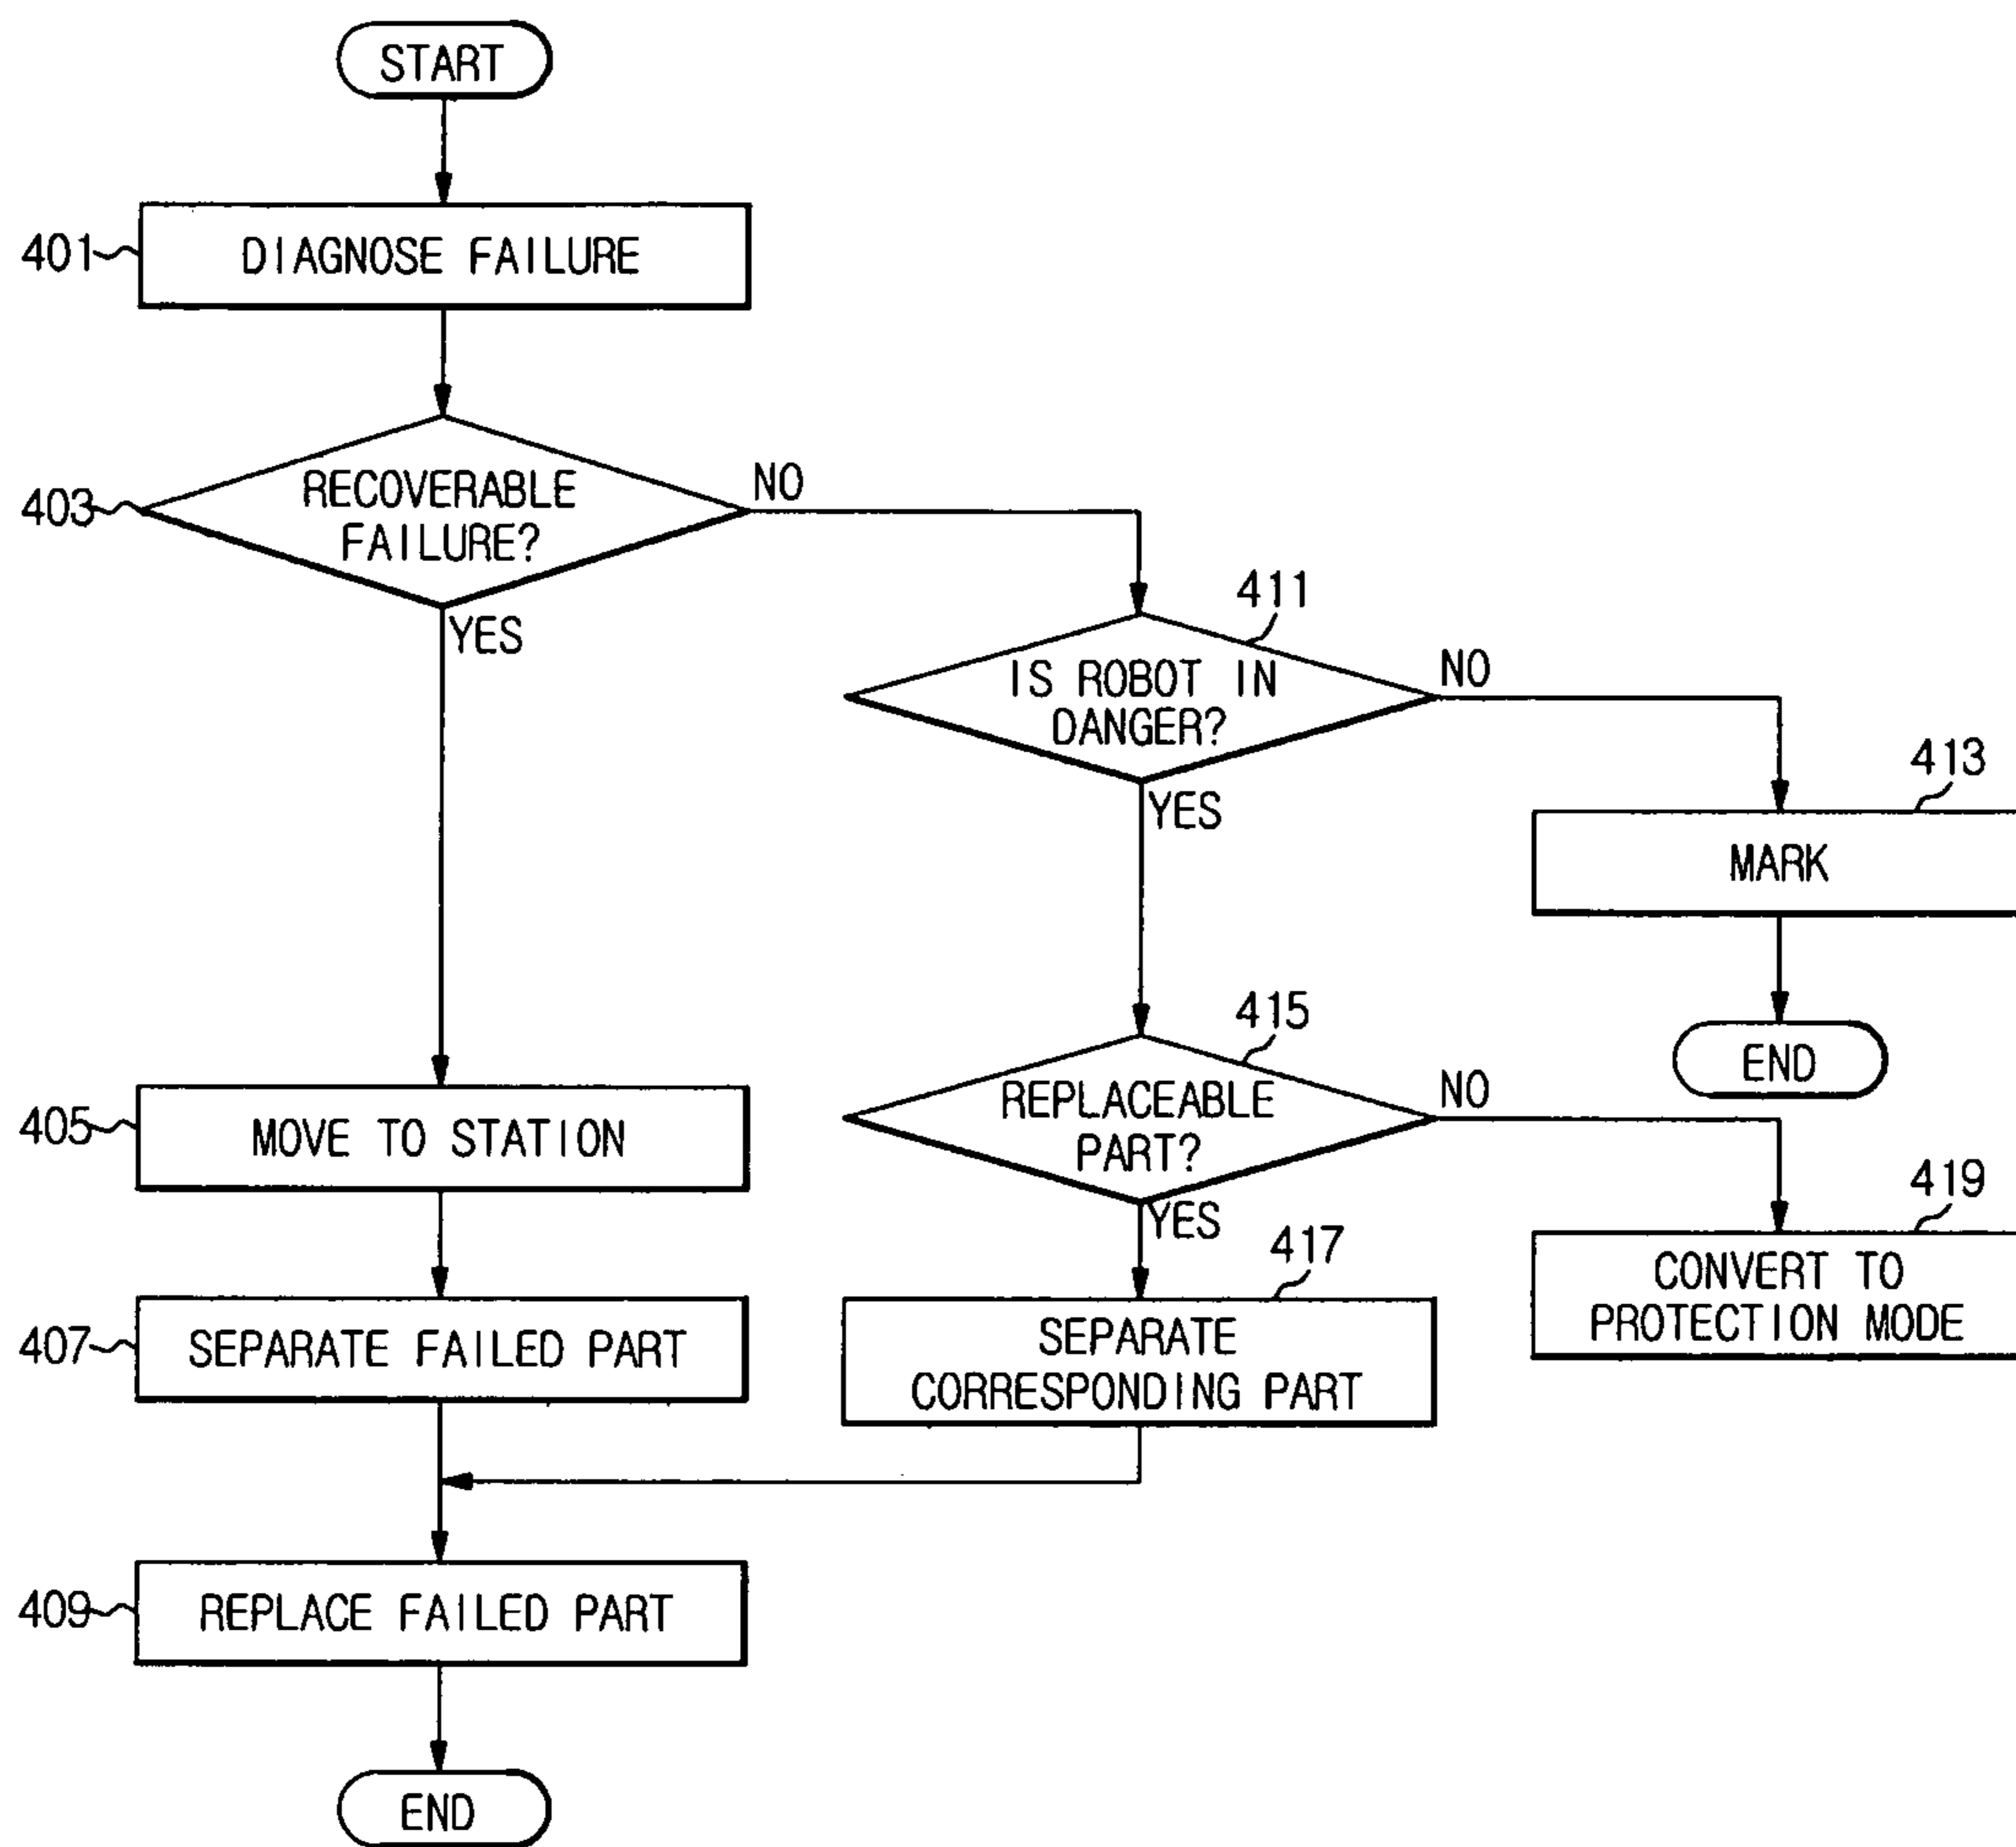 START
401
DIAGNOSE FAILURE
403
RECOVERABLE
FAILURE?
NO
YES
411
IS ROBOT IN
DANGER?
NO
YES
413
MARK
END
415
REPLACEABLE
PART?
NO
YES
405
MOVE TO STATION
419
CONVERT TO
PROTECTION MODE
417
SEPARATE
CORRESPONDING PART
407
SEPARATE FAILED PART
409
REPLACE FAILED PART
END